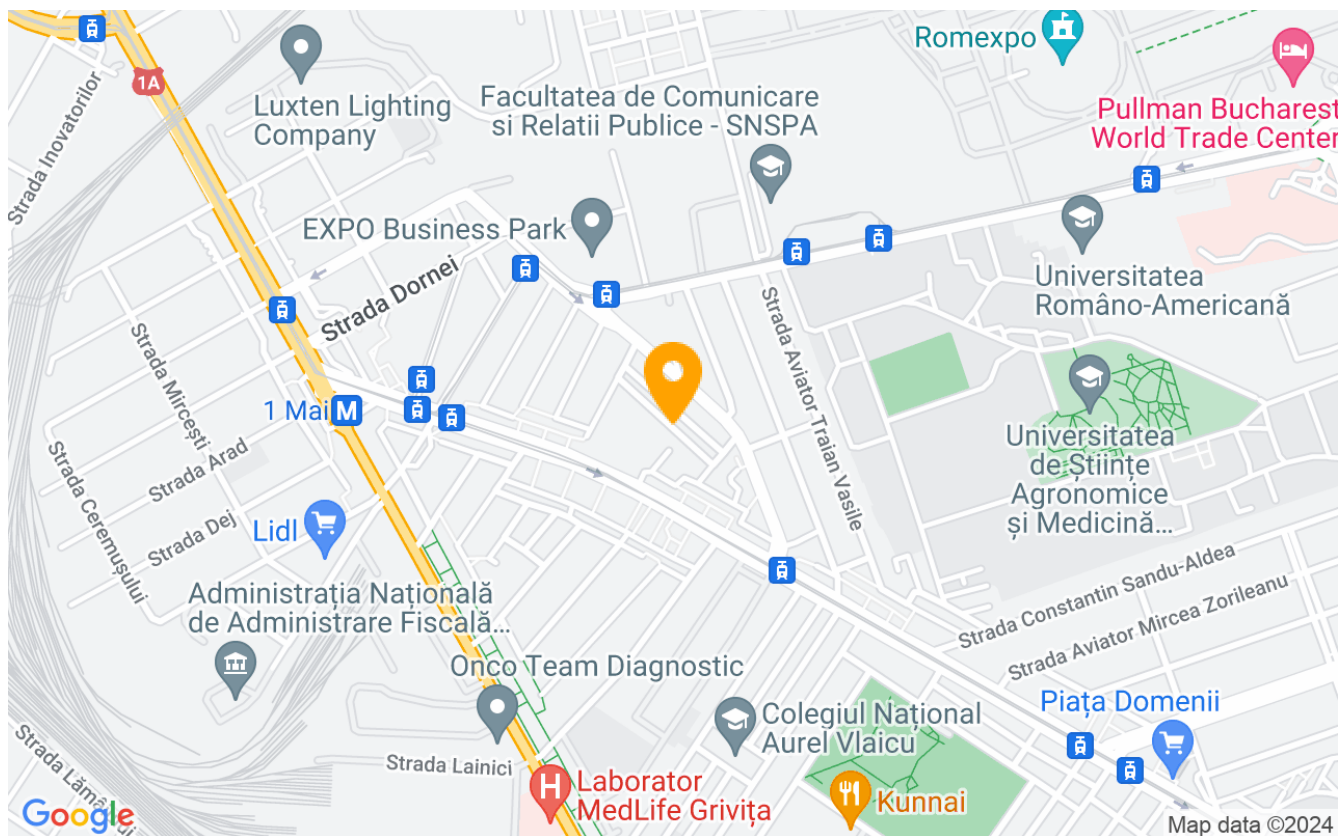 Romexpo
1A
Strada Inovatorilor
Luxten Lighting
Company
Facultatea de Comunicare
si Relatii Publice - SNSPA
Pullman Bucharest
World Trade Center
EXPO Business Park
Strada Dornei
Universitatea
Româno-Americană
Strada Aviator Traian Vasile
Strada Mircești
1 Mai M
Strada Arad
Strada Ceremușului
Strada Dej
Lidl
Universitatea
de Științe
Agronomice
și Medicină...
Administrația Națională
de Administrare Fiscală...
Strada Constantin Sandu-Aldea
Strada Aviator Mircea Zorileanu
Onco Team Diagnostic
Piața Domenii
Colegiul Național
Aurel Vlaicu
Strada Lainici
H
Laborator
MedLife Grivița
Kunnai
Google
Map data ©2024